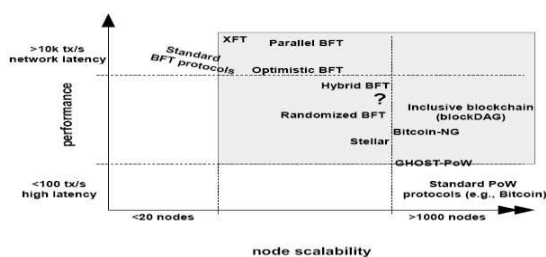 >10k tx/s
network latency
XFT
Parallel BFT
Standard
BFT protocols
Optimistic BFT
Hybrid BFT
?
Inclusive blockchain
(blockDAG)
Randomized BFT
Bitcoin-NG
Stellar
GHOST-PoW
performance
<100 tx/s
high latency
Standard PoW
protocols (e.g., Bitcoin)
<20 nodes
>1000 nodes
node scalability